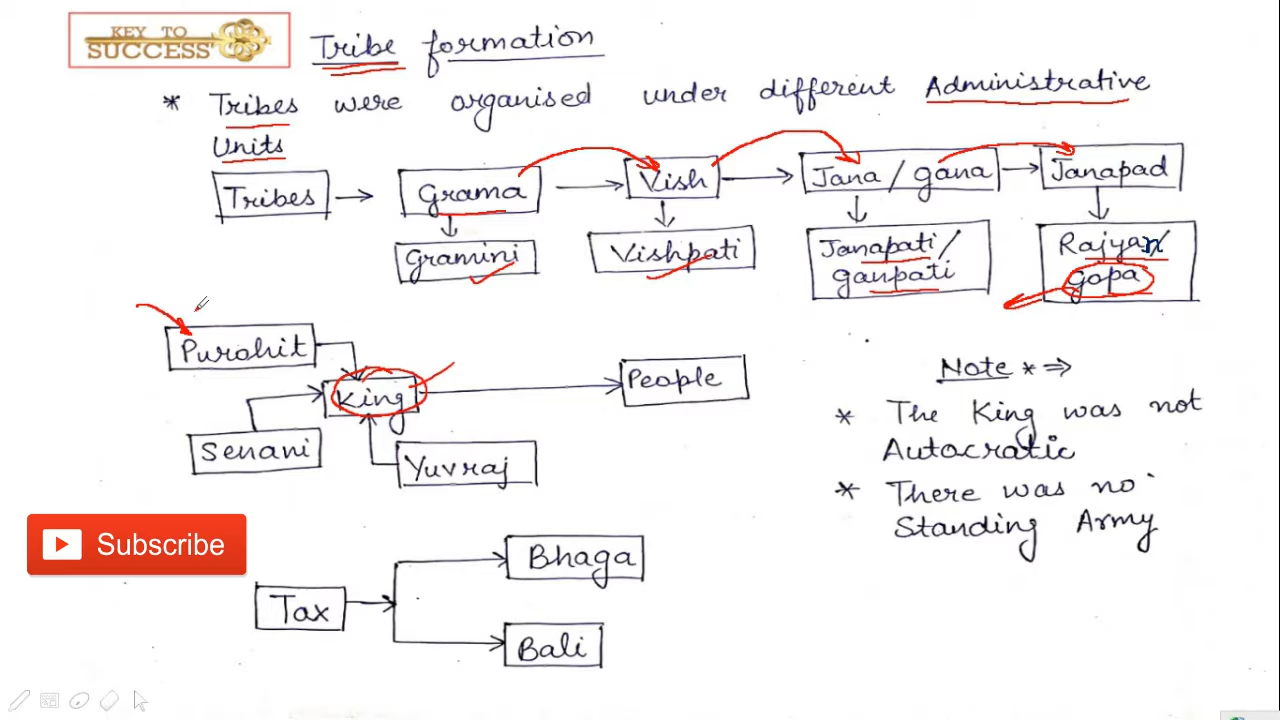 KEY TO
SUCCESS
Tribe formation
* Tribes were organised under different Administrative
Units
Tribes
Grama
Vish
Jana / gana
Janapad
Gramini
Vishpati
Janapati/
ganpati
Rajyan/
gopa
Purohit
King
People
Senani
Yuvraj
Note * ⇒
* The King was not
Autocratic
* There was no
Standing Army
Subscribe
Tax
Bhaga
Bali